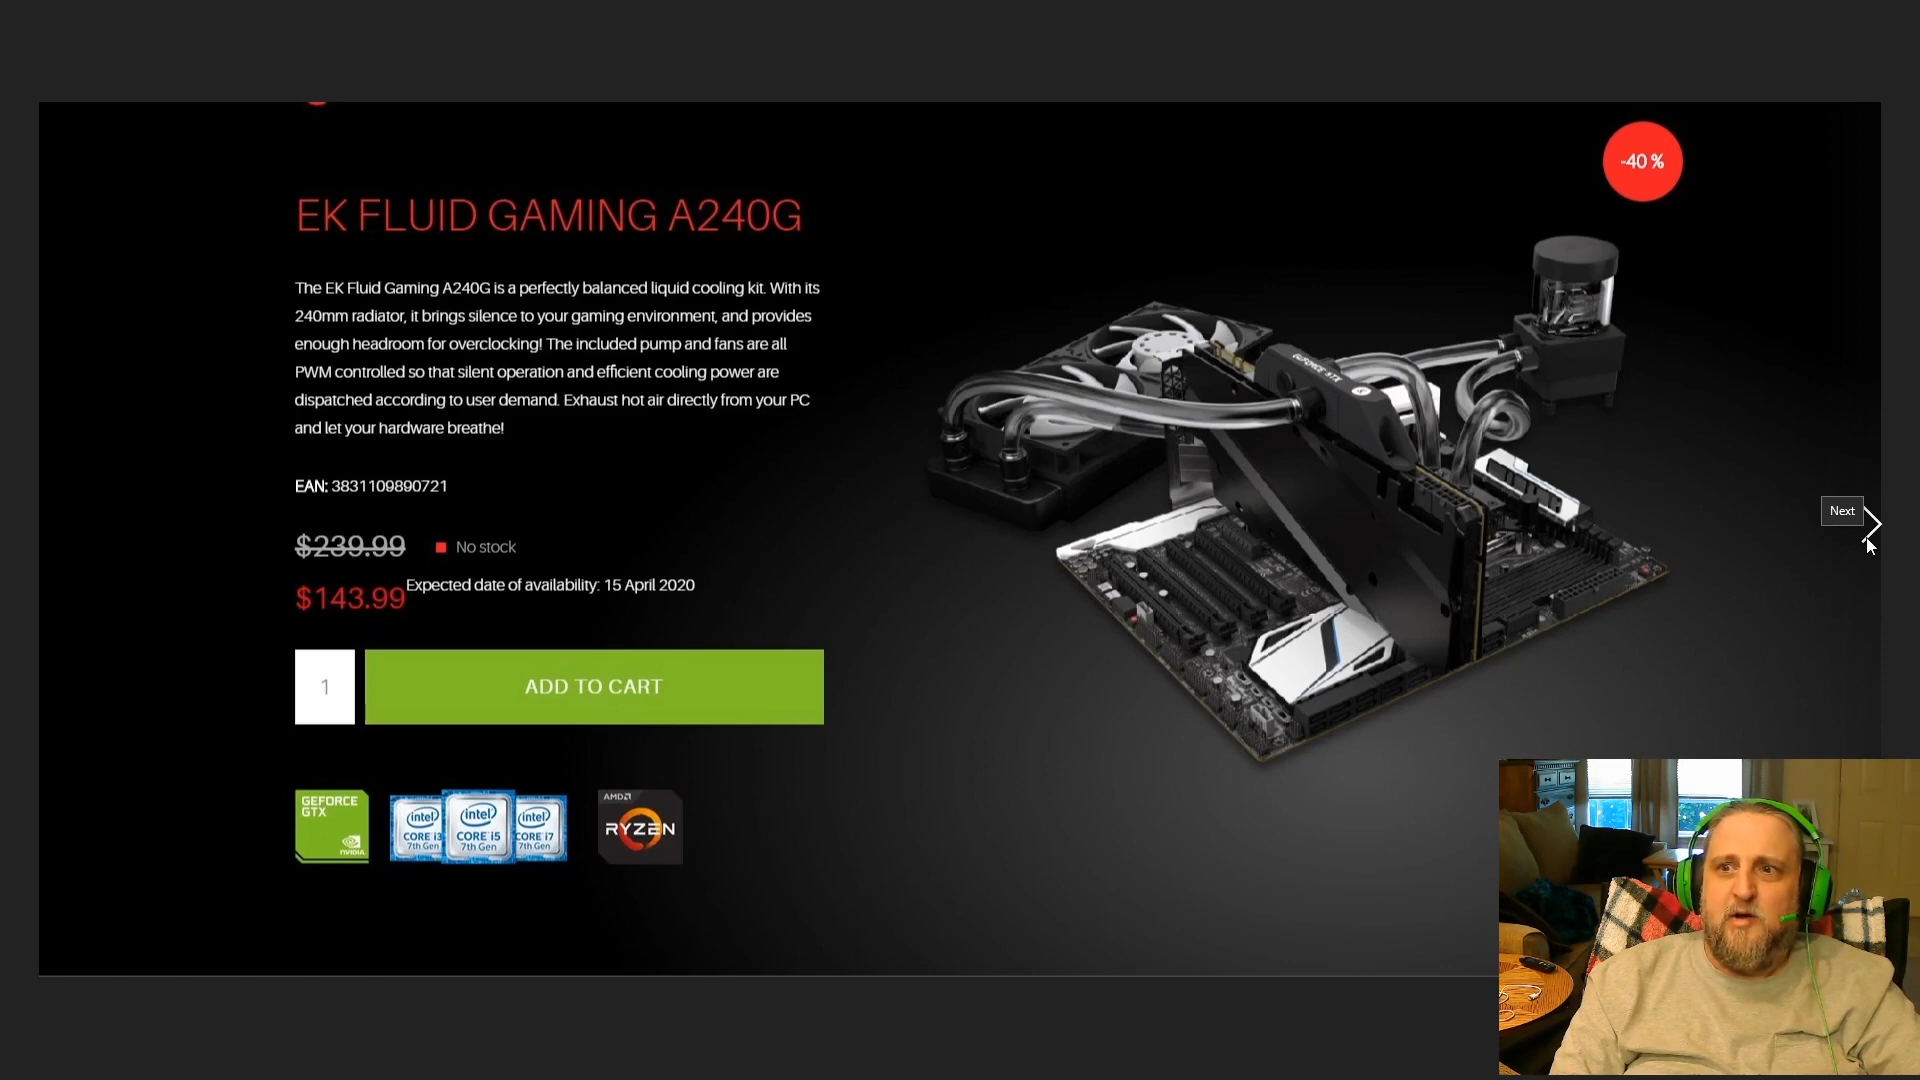 -40 %
EK FLUID GAMING A240G
The EK Fluid Gaming A240G is a perfectly balanced liquid cooling kit. With its
240mm radiator, it brings silence to your gaming environment, and provides
enough headroom for overclocking! The included pump and fans are all
PWM controlled so that silent operation and efficient cooling power are
dispatched according to user demand. Exhaust hot air directly from your PC
and let your hardware breathe!
EAN: 3831109890721
$239.99 No stock
$143.99 Expected date of availability: 15 April 2020
1 ADD TO CART
Next
GEFORCE GTX
GEFORCE
GTX
NVIDIA
intel
CORE i3
7th Gen
intel
CORE i5
7th Gen
intel
CORE i7
7th Gen
AMD
RYZEN